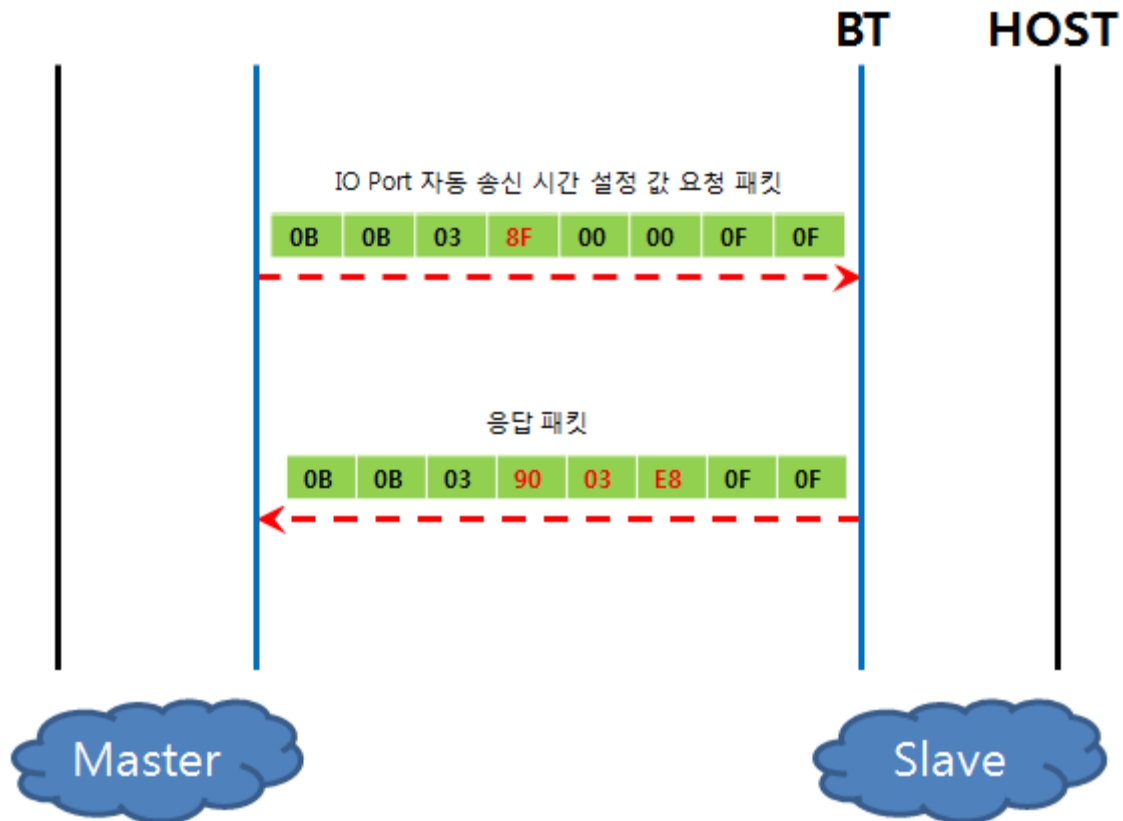 BT HOST
IO Port 자동 송신 시간 설정 값 요청 패킷
0B 0B 03 8F 00 00 0F 0F
응답 패킷
0B 0B 03 90 03 E8 0F 0F
Master Slave